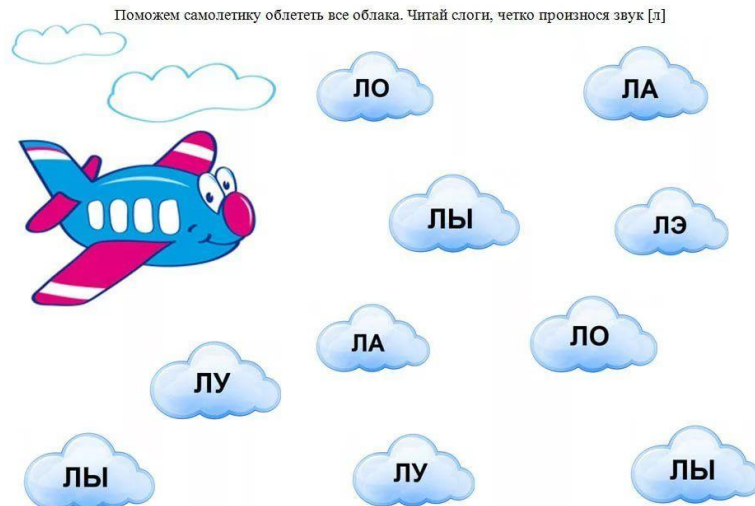 Поможем самолетику облететь все облака. Читай слоги, четко произнося звук [л]
ЛО
ЛА
ЛЫ
ЛЭ
ЛА
ЛО
ЛУ
ЛЫ
ЛУ
ЛЫ